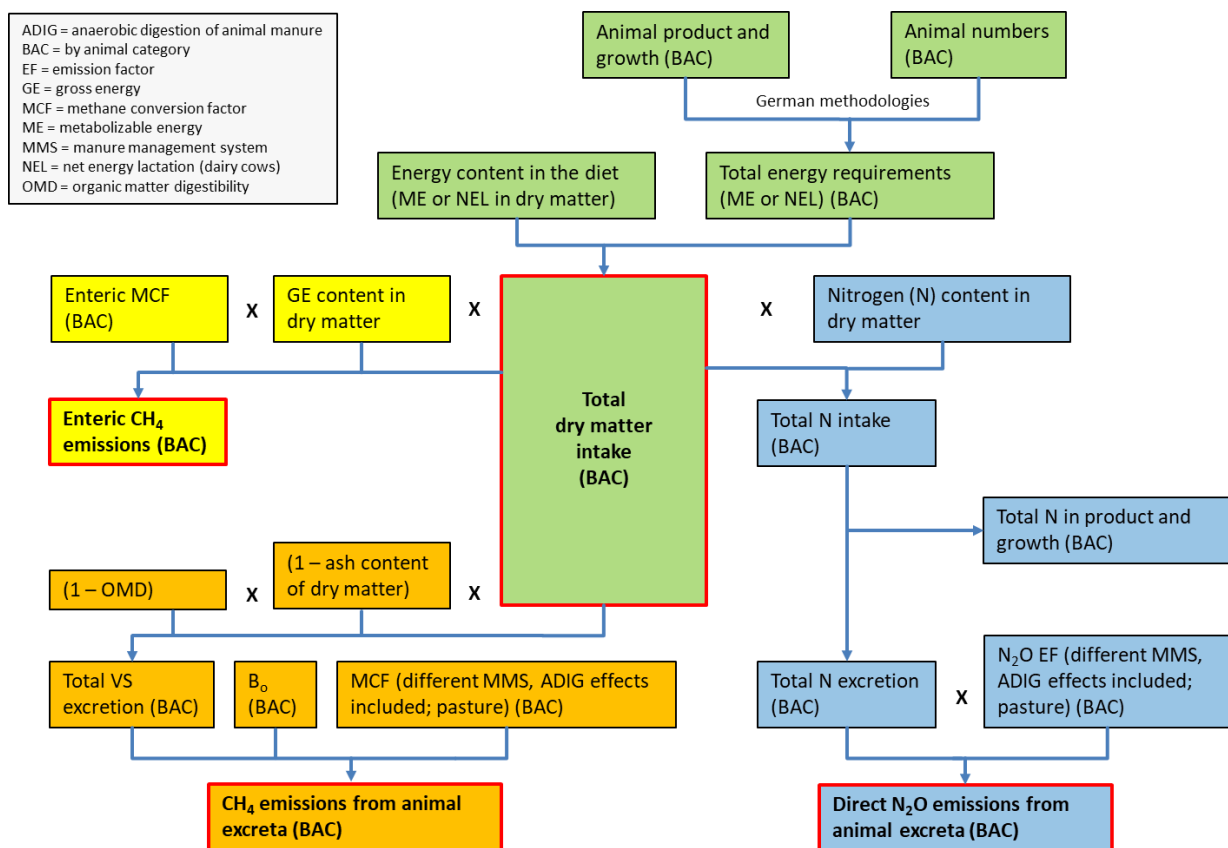 ADIG = anaerobic digestion of animal manure
BAC = by animal category
EF = emission factor
GE = gross energy
MCF = methane conversion factor
ME = metabolizable energy
MMS = manure management system
NEL = net energy lactation (dairy cows)
OMD = organic matter digestibility
Animal product and
growth (BAC)
Animal numbers
(BAC)
German methodologies
Energy content in the diet
(ME or NEL in dry matter)
Total energy requirements
(ME or NEL) (BAC)
Enteric MCF
(BAC)
X
GE content in
dry matter
X
Total
dry matter
intake
(BAC)
X
Nitrogen (N) content in
dry matter
Enteric CH₄
emissions (BAC)
Total N intake
(BAC)
Total N in product and
growth (BAC)
(1 – OMD)
X
(1 – ash content
of dry matter)
X
Total VS
excretion (BAC)
Bₒ
(BAC)
MCF (different MMS, ADIG effects
included; pasture) (BAC)
Total N excretion
(BAC)
X
N₂O EF (different MMS,
ADIG effects included;
pasture) (BAC)
CH₄ emissions from animal
excreta (BAC)
Direct N₂O emissions from
animal excreta (BAC)